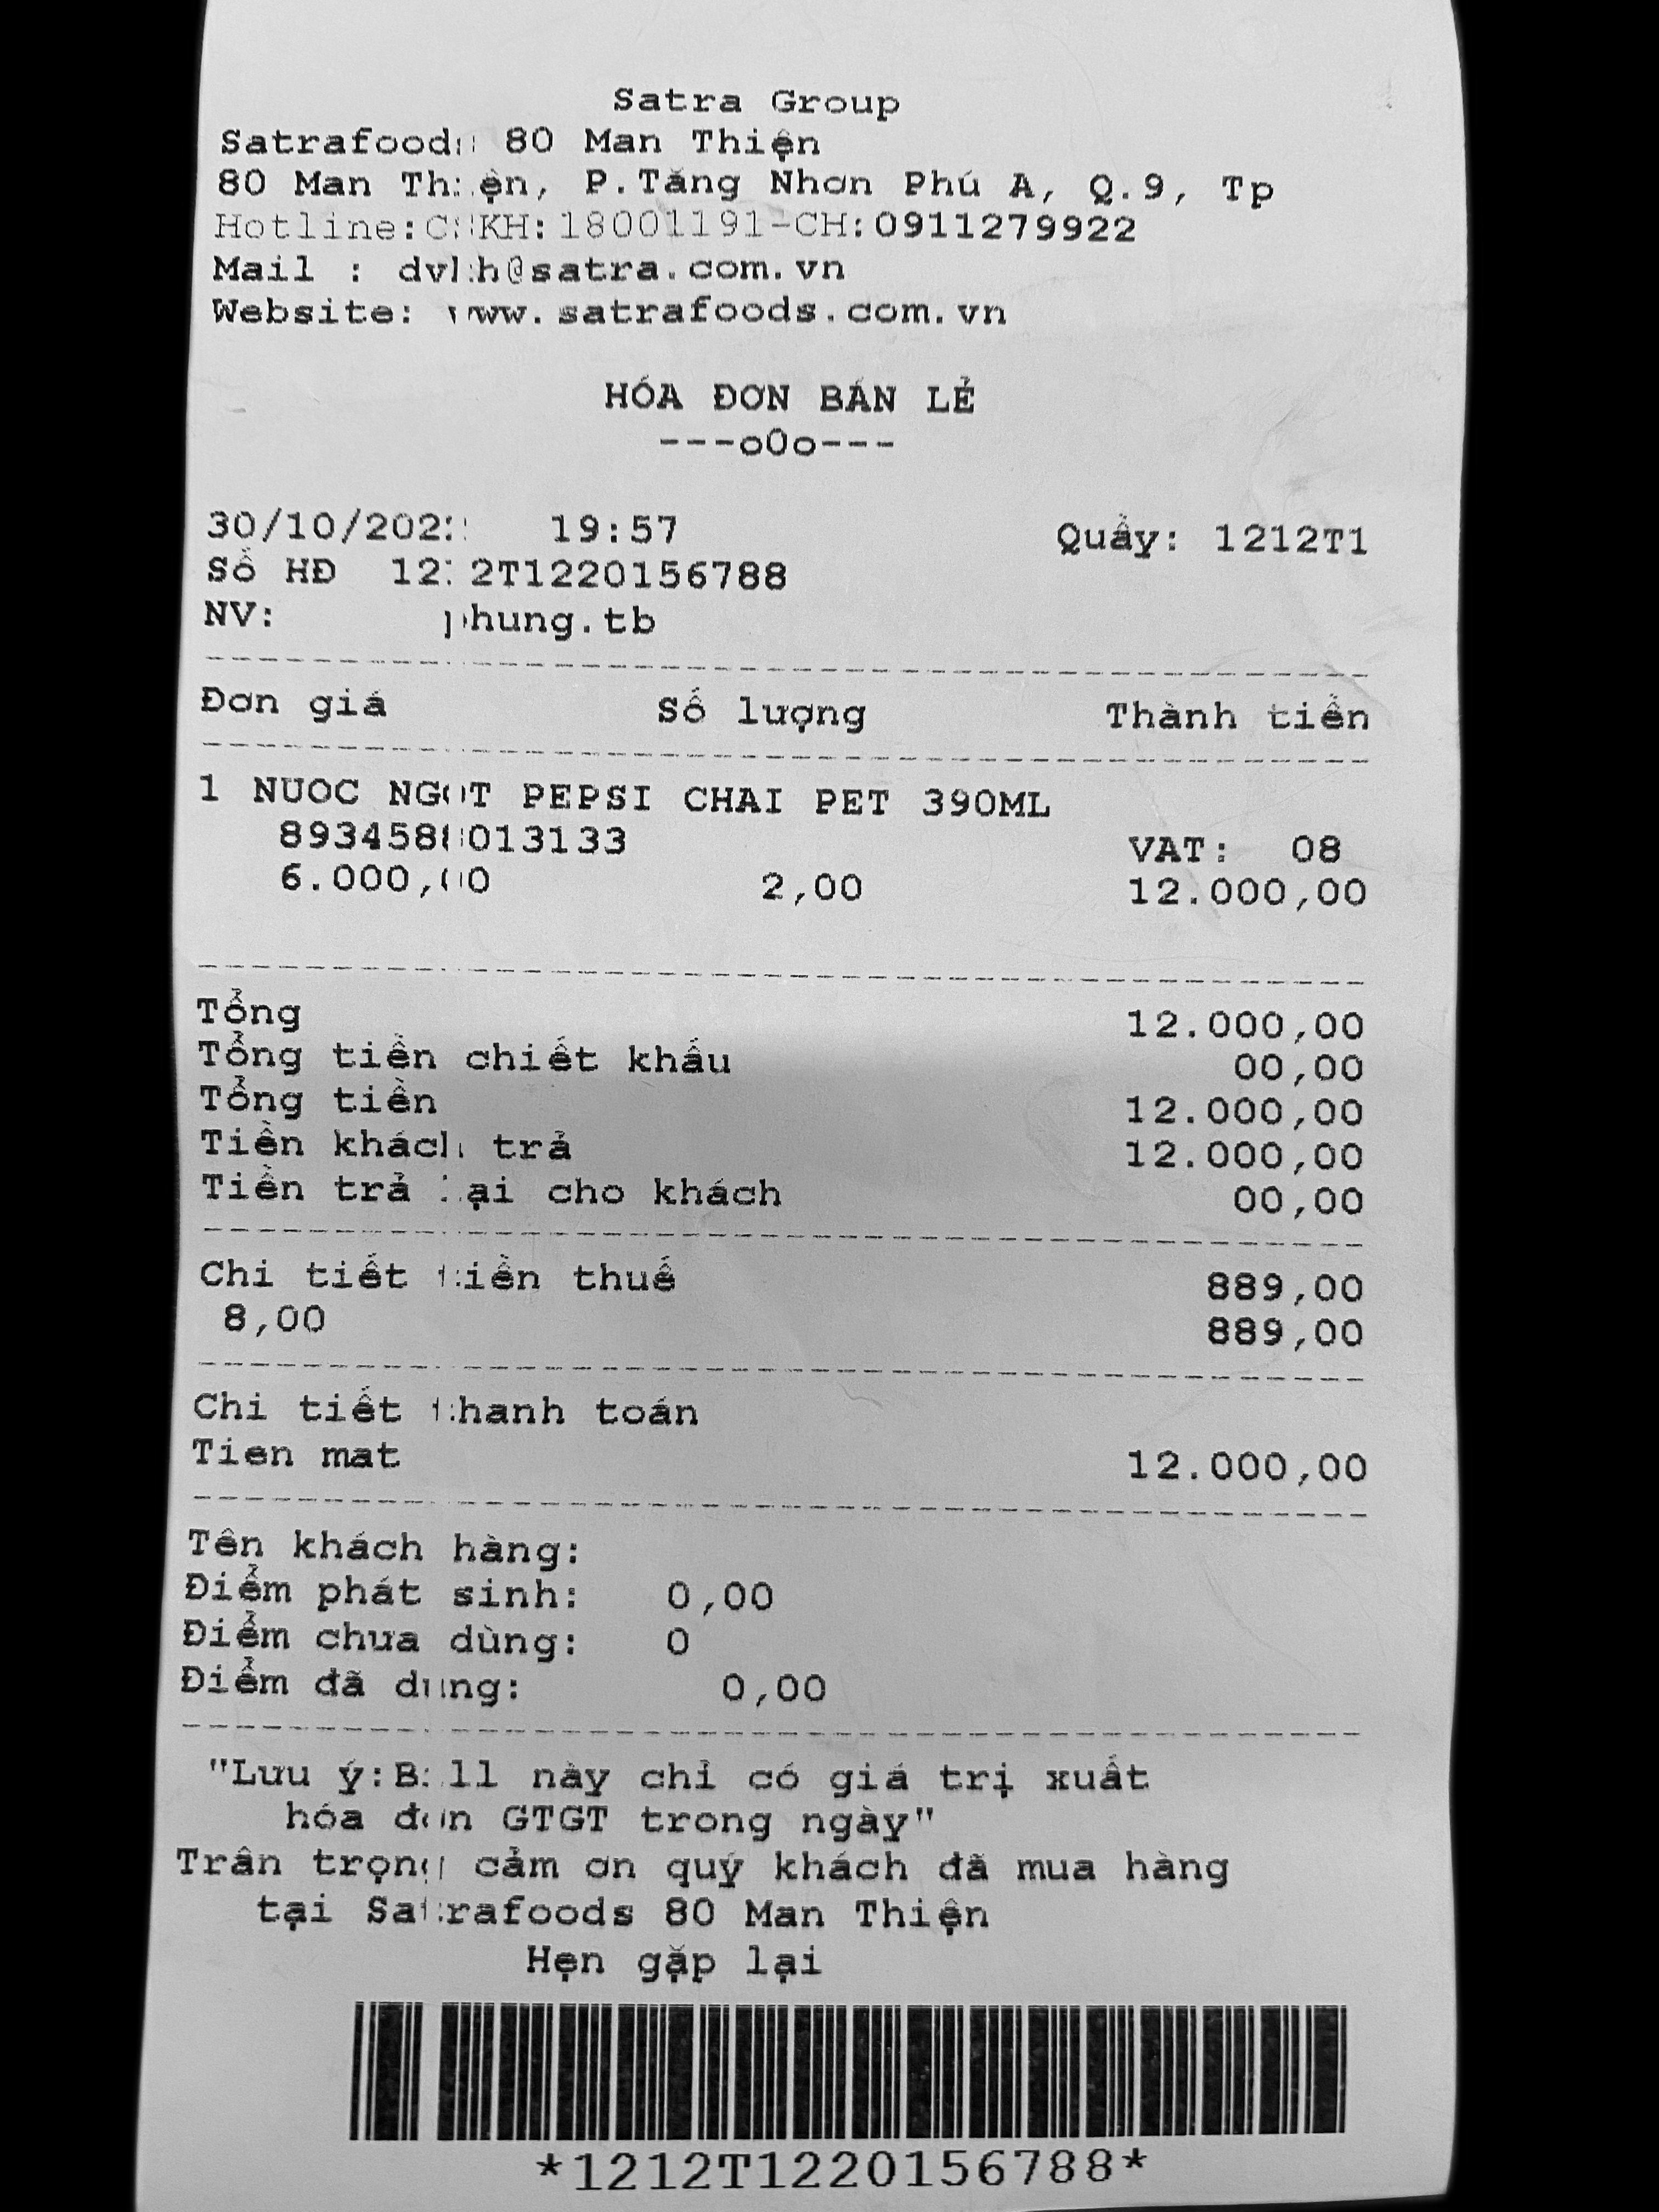 Satra Group
Satrafoods 80 Man Thiện
80 Man Thiện, P.Tăng Nhơn Phú A, Q.9, Tp
Hotline:CSKH:18001191-CH:0911279922
Mail : dvkh@satra.com.vn
Website: www.satrafoods.com.vn
HÓA ĐƠN BÁN LẺ
---oOo---
30/10/2022 19:57 Quầy: 1212T1
Số HĐ 1212T1220156788
NV: phung.tb
Đơn giá Số lượng Thành tiền
1 NUOC NGOT PEPSI CHAI PET 390ML
8934588013133 VAT: 08
6.000,00 2,00 12.000,00
Tổng 12.000,00
Tổng tiền chiết khấu 00,00
Tổng tiền 12.000,00
Tiền khách trả 12.000,00
Tiền trả lại cho khách 00,00
Chi tiết tiền thuế 889,00
8,00 889,00
Chi tiết thanh toán
Tien mat 12.000,00
Tên khách hàng:
Điểm phát sinh: 0,00
Điểm chưa dùng: 0
Điểm đã dung: 0,00
"Lưu ý:Bill này chỉ có giá trị xuất
hóa đơn GTGT trong ngày"
Trân trọng cảm ơn quý khách đã mua hàng
tại Satrafoods 80 Man Thiện
Hẹn gặp lại
*1212T1220156788*